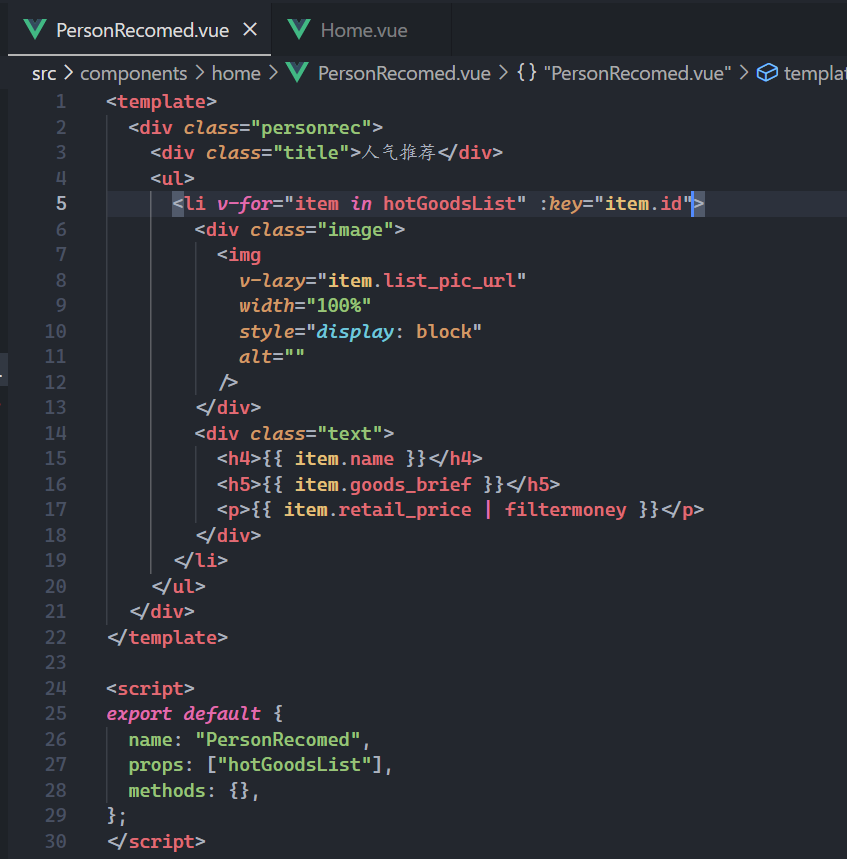 PersonRecomed.vue × Home.vue
src > components > home > PersonRecomed.vue > {} "PersonRecomed.vue" > templat
1 <template>
2 <div class="personrec">
3 <div class="title">人气推荐</div>
4 <ul>
5 <li v-for="item in hotGoodsList" :key="item.id">
6 <div class="image">
7 <img
8 v-lazy="item.list_pic_url"
9 width="100%"
10 style="display: block"
11 alt=""
12 />
13 </div>
14 <div class="text">
15 <h4>{{ item.name }}</h4>
16 <h5>{{ item.goods_brief }}</h5>
17 <p>{{ item.retail_price | filtermoney }}</p>
18 </div>
19 </li>
20 </ul>
21 </div>
22 </template>
23
24 <script>
25 export default {
26 name: "PersonRecomed",
27 props: ["hotGoodsList"],
28 methods: {},
29 };
30 </script>